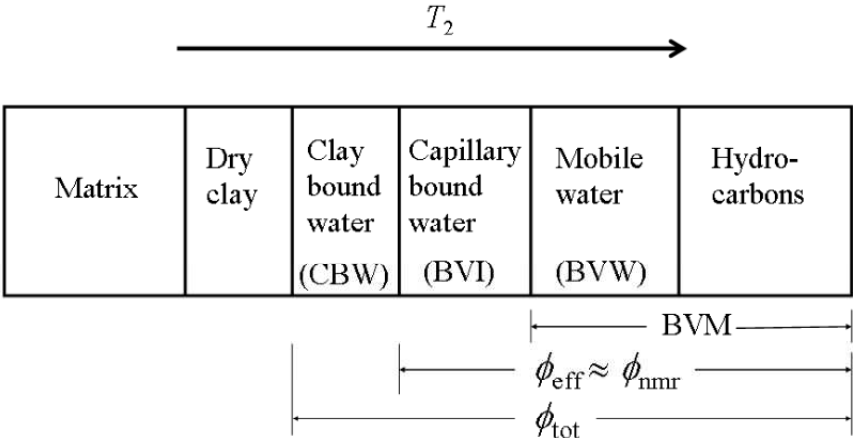 T₂
Matrix
Dry
clay
Clay
bound
water
(CBW)
Capillary
bound
water
(BVI)
Mobile
water
(BVW)
Hydro-
carbons
BVM
ϕeff ≈ ϕnmr
ϕtot